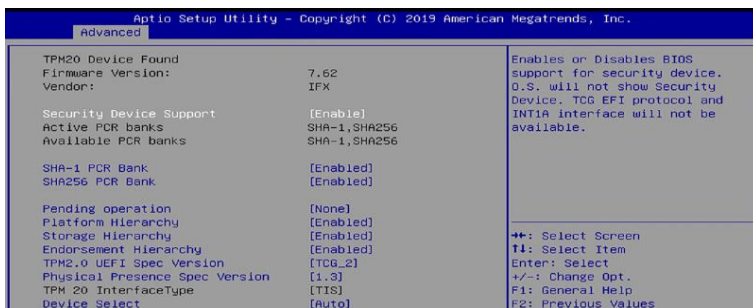 Aptio Setup Utility – Copyright (C) 2019 American Megatrends, Inc.
Advanced
TPM20 Device Found
Firmware Version: 7.62
Vendor: IFX
Security Device Support [Enable]
Active PCR banks SHA-1,SHA256
Available PCR banks SHA-1,SHA256
SHA-1 PCR Bank [Enabled]
SHA256 PCR Bank [Enabled]
Pending operation [None]
Platform Hierarchy [Enabled]
Storage Hierarchy [Enabled]
Endorsement Hierarchy [Enabled]
TPM2.0 UEFI Spec Version [TCG_2]
Physical Presence Spec Version [1.3]
TPM 20 InterfaceType [TIS]
Device Select [Auto]
Enables or Disables BIOS
support for security device.
O.S. will not show Security
Device. TCG EFI protocol and
INT1A interface will not be
available.
→←: Select Screen
↑↓: Select Item
Enter: Select
+/-: Change Opt.
F1: General Help
F2: Previous Values